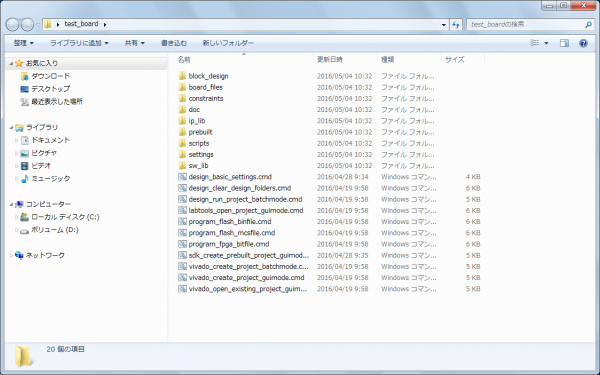 test_board
test_boardの検索
整理 ライブラリに追加 共有 書き込む 新しいフォルダー
お気に入り
ダウンロード
デスクトップ
最近表示した場所
ライブラリ
ドキュメント
ピクチャ
ビデオ
ミュージック
コンピューター
ローカル ディスク (C:)
ボリューム (D:)
ネットワーク
名前 更新日時 種類 サイズ
block_design 2016/05/04 10:32 ファイル フォル...
board_files 2016/05/04 10:32 ファイル フォル...
constraints 2016/05/04 10:32 ファイル フォル...
doc 2016/05/04 10:32 ファイル フォル...
ip_lib 2016/05/04 10:32 ファイル フォル...
prebuilt 2016/05/04 10:32 ファイル フォル...
scripts 2016/05/04 10:32 ファイル フォル...
settings 2016/05/04 10:32 ファイル フォル...
sw_lib 2016/05/04 10:32 ファイル フォル...
design_basic_settings.cmd 2016/04/28 9:34 Windows コマン... 4 KB
design_clear_design_folders.cmd 2016/04/19 9:58 Windows コマン... 6 KB
design_run_project_batchmode.cmd 2016/04/19 9:58 Windows コマン... 5 KB
labtools_open_project_guimode.cmd 2016/04/19 9:58 Windows コマン... 6 KB
program_flash_binfile.cmd 2016/04/19 9:58 Windows コマン... 6 KB
program_flash_mcsfile.cmd 2016/04/19 9:58 Windows コマン... 6 KB
program_fpga_bitfile.cmd 2016/04/19 9:58 Windows コマン... 6 KB
sdk_create_prebuilt_project_guimod... 2016/04/28 9:35 Windows コマン... 5 KB
vivado_create_project_batchmode.c... 2016/04/19 9:58 Windows コマン... 5 KB
vivado_create_project_guimode.cmd 2016/04/19 9:58 Windows コマン... 5 KB
vivado_open_existing_project_guim... 2016/04/19 9:58 Windows コマン... 5 KB
20 個の項目